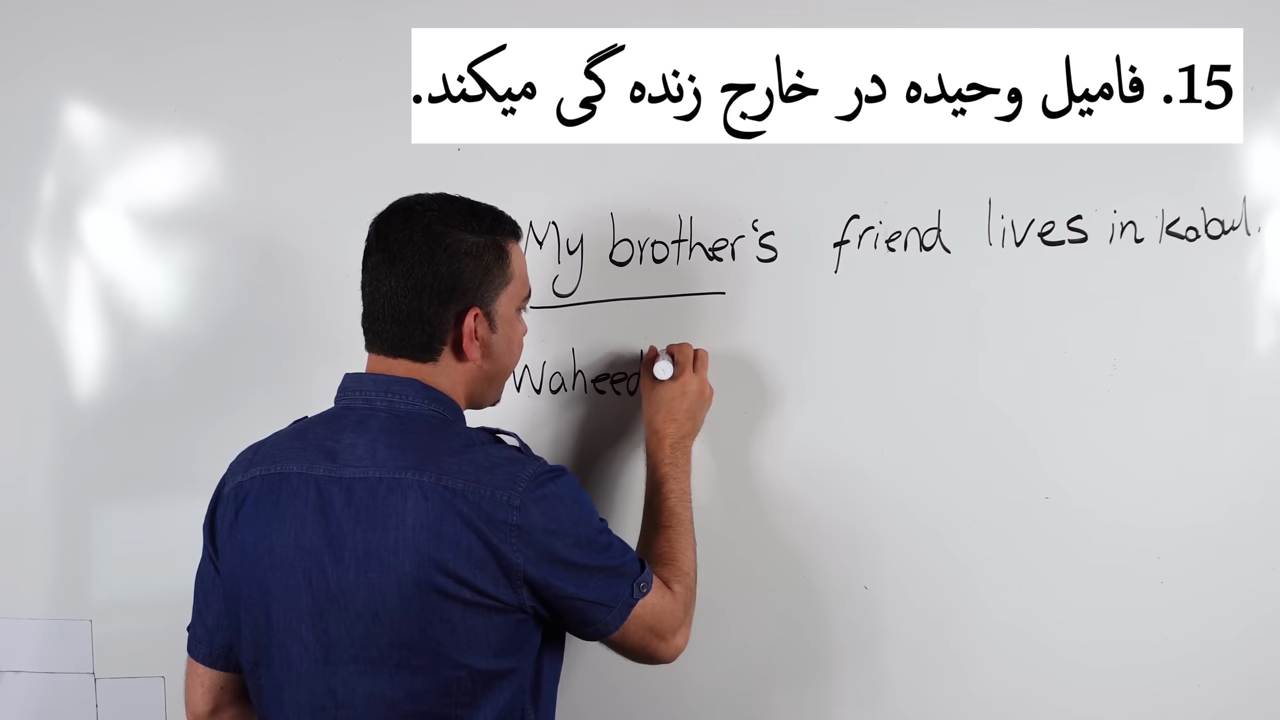 15. فامیل وحیده در خارج زنده گی میکند.
My brother's friend lives in Kabul.
Waheed